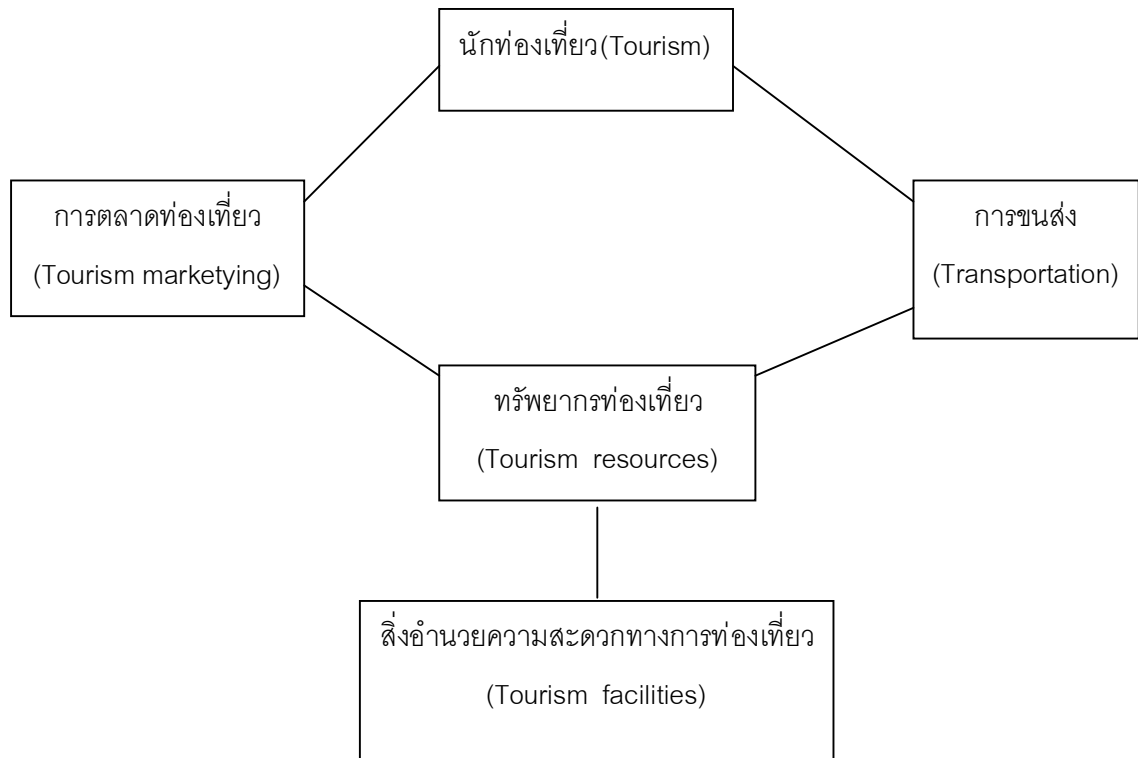 นักท่องเที่ยว(Tourism)
การตลาดท่องเที่ยว
(Tourism marketying)
การขนส่ง
(Transportation)
ทรัพยากรท่องเที่ยว
(Tourism resources)
สิ่งอำนวยความสะดวกทางการท่องเที่ยว
(Tourism facilities)